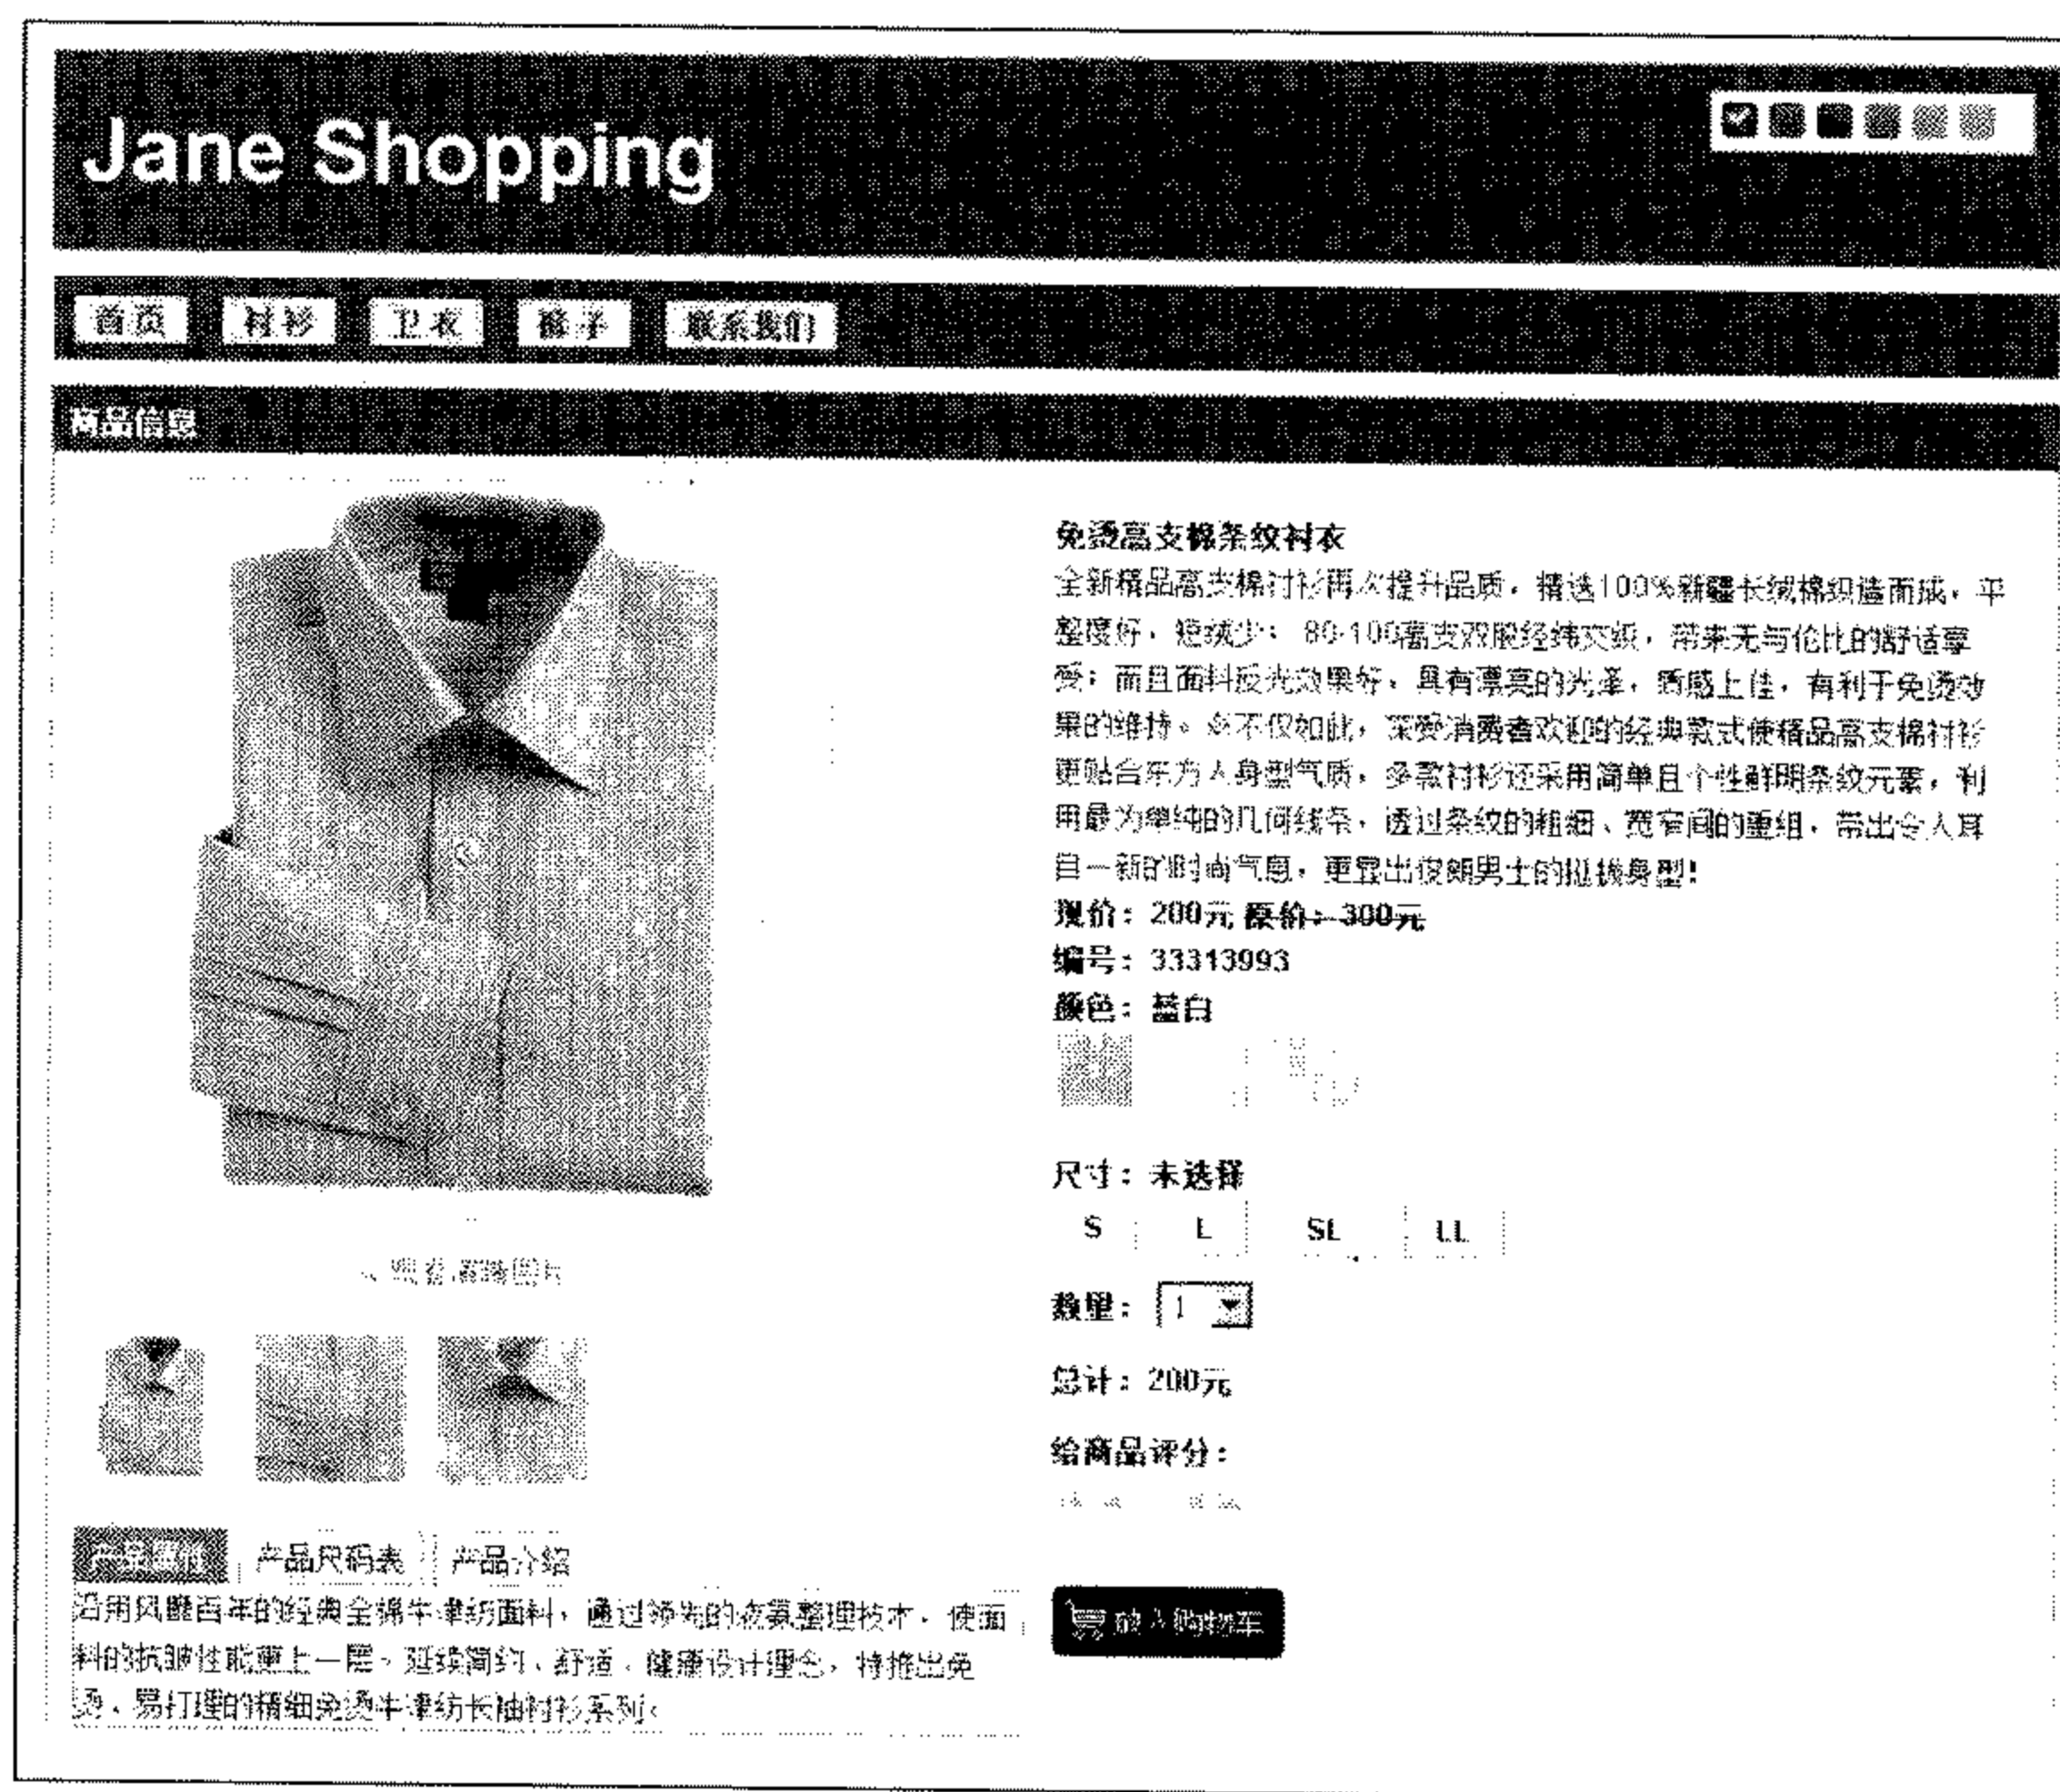 Jane Shopping
首页 衬衫 卫衣 裤子 联系我们
商品信息
免烫高支棉条纹衬衣
全新精品高支棉衬衫再次提升品质，精选100%新疆长绒棉织造而成，平
整度好，短绒少； 80-100高支双股经纬交织，带来无与伦比的舒适享
受；而且面料反光效果好，具有漂亮的光泽，质感上佳，有利于免烫效
果的维持。 不仅如此，深受消费者欢迎的经典款式使精品高支棉衬衫
更贴合东方人身型气质，多款衬衫还采用简单且个性鲜明条纹元素，利
用最为单纯的几何线条，透过条纹的粗细、宽窄间的重组，带出令人耳
目一新的时尚气息，更显出俊朗男士的挺拔身型!
现价：200元 原价：300元
编号：33313993
颜色：蓝白
尺寸：未选择
S L SL LL
观看 照片
数量： 1
总计：200元
给商品评分：
产品属性 产品尺码表 产品介绍
沿用风靡百年的经典全棉牛津纺面料，通过领先的液氨整理技术，使面
料的抗皱性能更上一层。延续简约、舒适、健康设计理念，特推出免
烫、易打理的精细免烫牛津纺长袖衬衫系列。
放入购物车